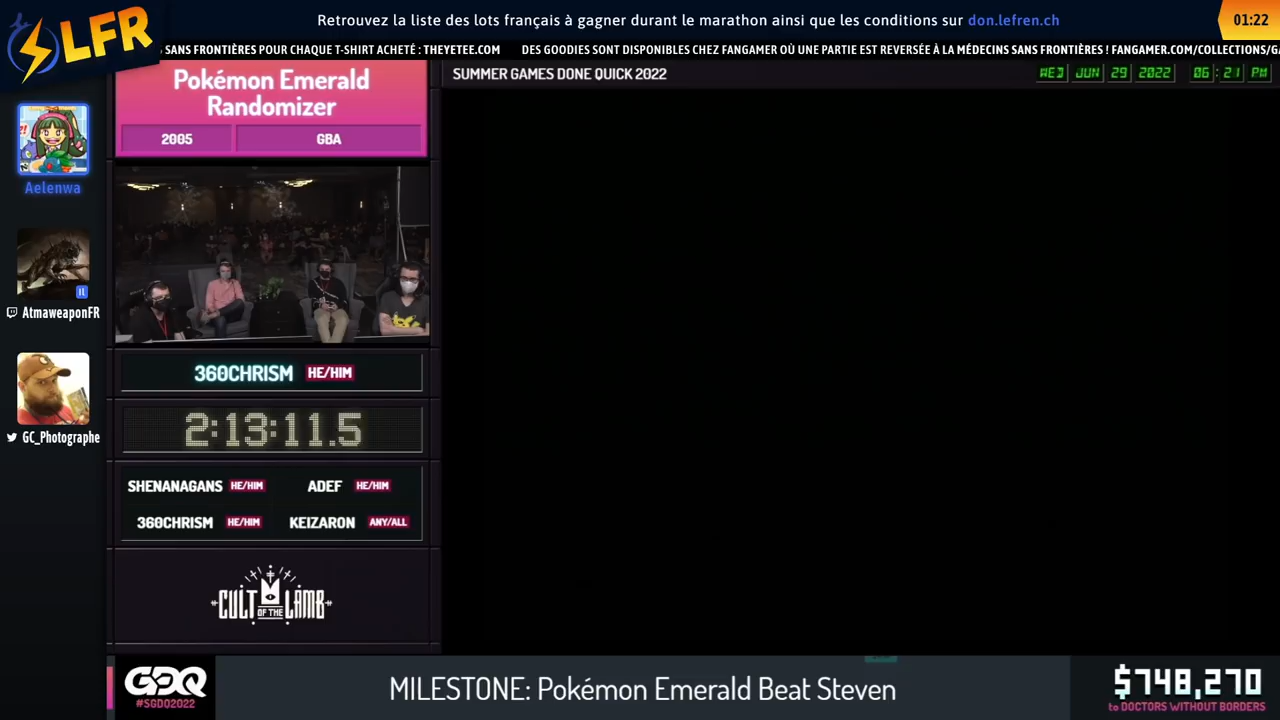 LFR
Retrouvez la liste des lots français à gagner durant le marathon ainsi que les conditions sur don.lefren.ch
01:22
SANS FRONTIÈRES POUR CHAQUE T-SHIRT ACHETÉ : THEYETEE.COM DES GOODIES SONT DISPONIBLES CHEZ FANGAMER OÙ UNE PARTIE EST REVERSÉE À LA MÉDECINS SANS FRONTIÈRES ! FANGAMER.COM/COLLECTIONS/GA
Pokémon Emerald
Randomizer
2005 GBA
SUMMER GAMES DONE QUICK 2022
WED JUN 29 2022 06:21 PM
Aelenwa
AtmaweaponFR
GC_Photographe
360CHRISM HE/HIM
2:13:11.5
SHENANAGANS HE/HIM ADEF HE/HIM
360CHRISM HE/HIM KEIZARON ANY/ALL
CULT OF THE LAMB
GDQ
#SGDQ2022
MILESTONE: Pokémon Emerald Beat Steven
$748,270
to DOCTORS WITHOUT BORDERS